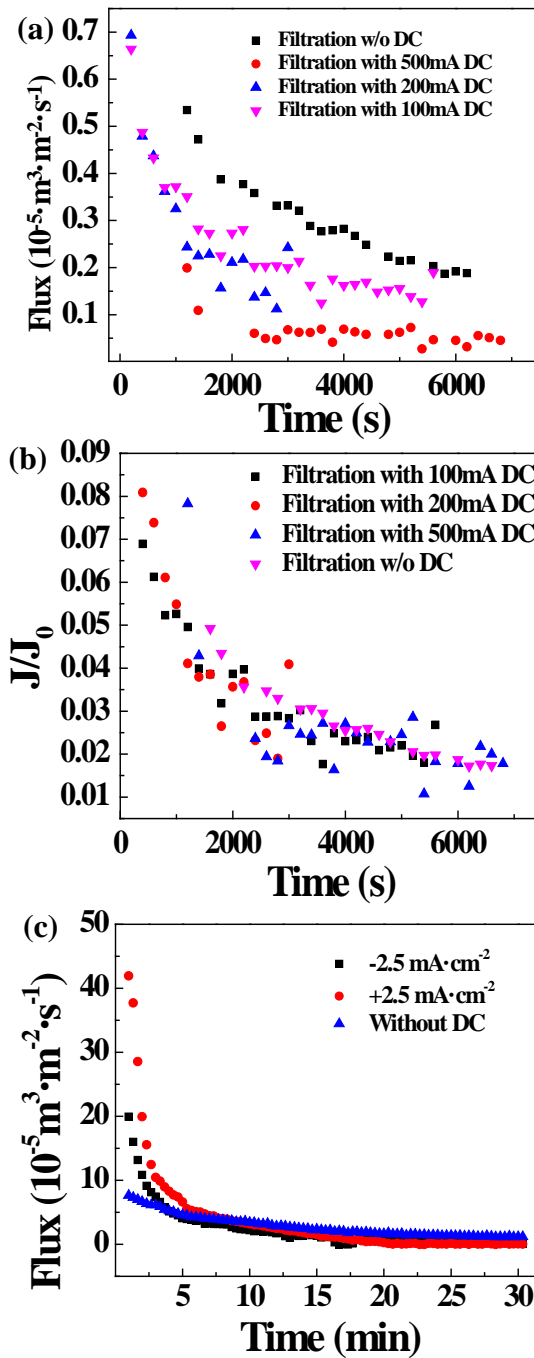 (a)
Filtration w/o DC
Filtration with 500mA DC
Filtration with 200mA DC
Filtration with 100mA DC
Flux (10⁻⁵·m³·m⁻²·s⁻¹)
0.7
0.6
0.5
0.4
0.3
0.2
0.1
0 2000 4000 6000
Time (s)
(b)
Filtration with 100mA DC
Filtration with 200mA DC
Filtration with 500mA DC
Filtration w/o DC
J/J₀
0.09
0.08
0.07
0.06
0.05
0.04
0.03
0.02
0.01
0 2000 4000 6000
Time (s)
(c)
-2.5 mA·cm⁻²
+2.5 mA·cm⁻²
Without DC
Flux (10⁻⁵m³·m⁻²·s⁻¹)
50
40
30
20
10
0
5 10 15 20 25 30
Time (min)